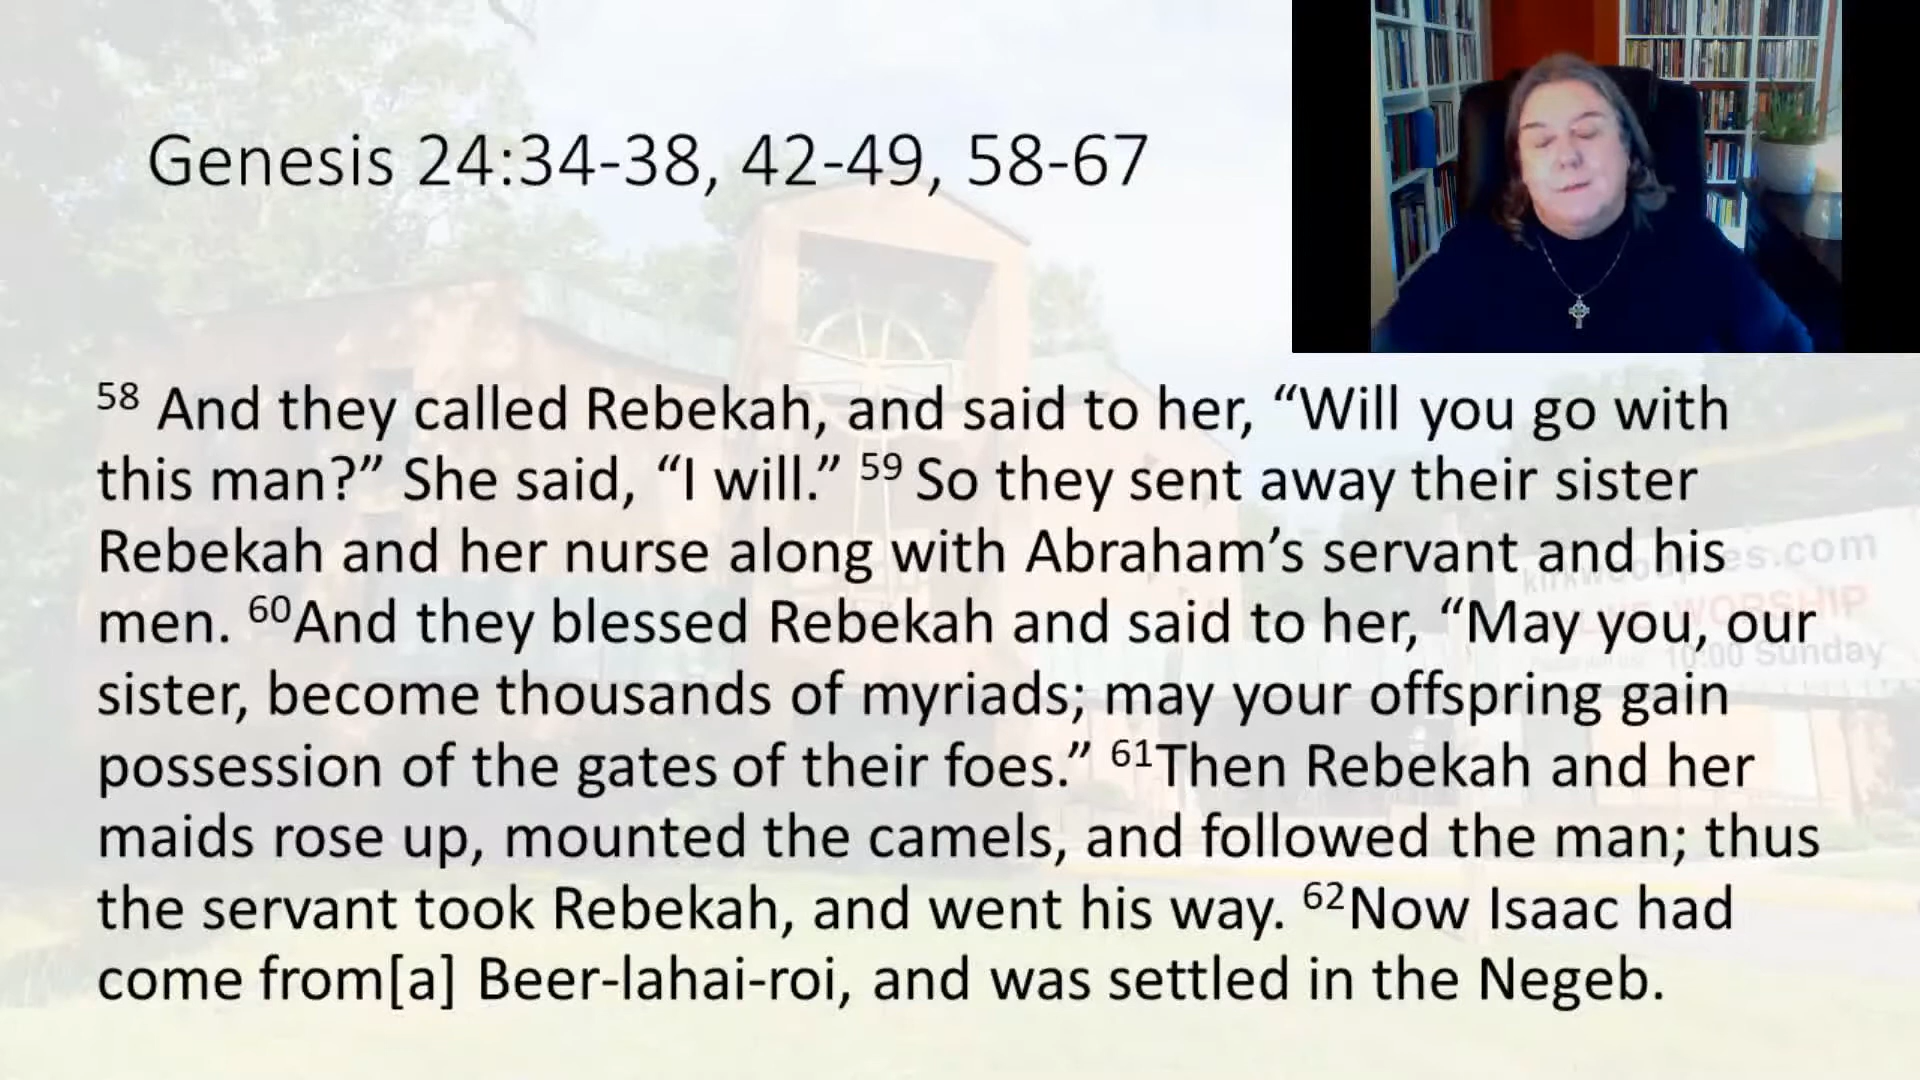 Genesis 24:34-38, 42-49, 58-67
58 And they called Rebekah, and said to her, “Will you go with
this man?” She said, “I will.” 59 So they sent away their sister
Rebekah and her nurse along with Abraham’s servant and his
men. 60And they blessed Rebekah and said to her, “May you, our
sister, become thousands of myriads; may your offspring gain
possession of the gates of their foes.” 61Then Rebekah and her
maids rose up, mounted the camels, and followed the man; thus
the servant took Rebekah, and went his way. 62Now Isaac had
come from[a] Beer-lahai-roi, and was settled in the Negeb.
WORSHIP
10:00 Sunday